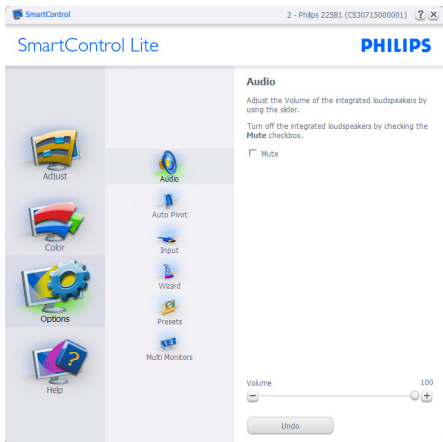 SmartControl
2 - Philips 225B1 (CS30715000001)
?
×
SmartControl Lite
PHILIPS
Adjust
Color
Options
Help
Audio
Auto Pivot
Input
Wizard
Presets
Multi Monitors
Audio
Adjust the Volume of the integrated loudspeakers by
using the slider.
Turn off the integrated loudspeakers by checking the
Mute checkbox.
Mute
Volume
100
Undo